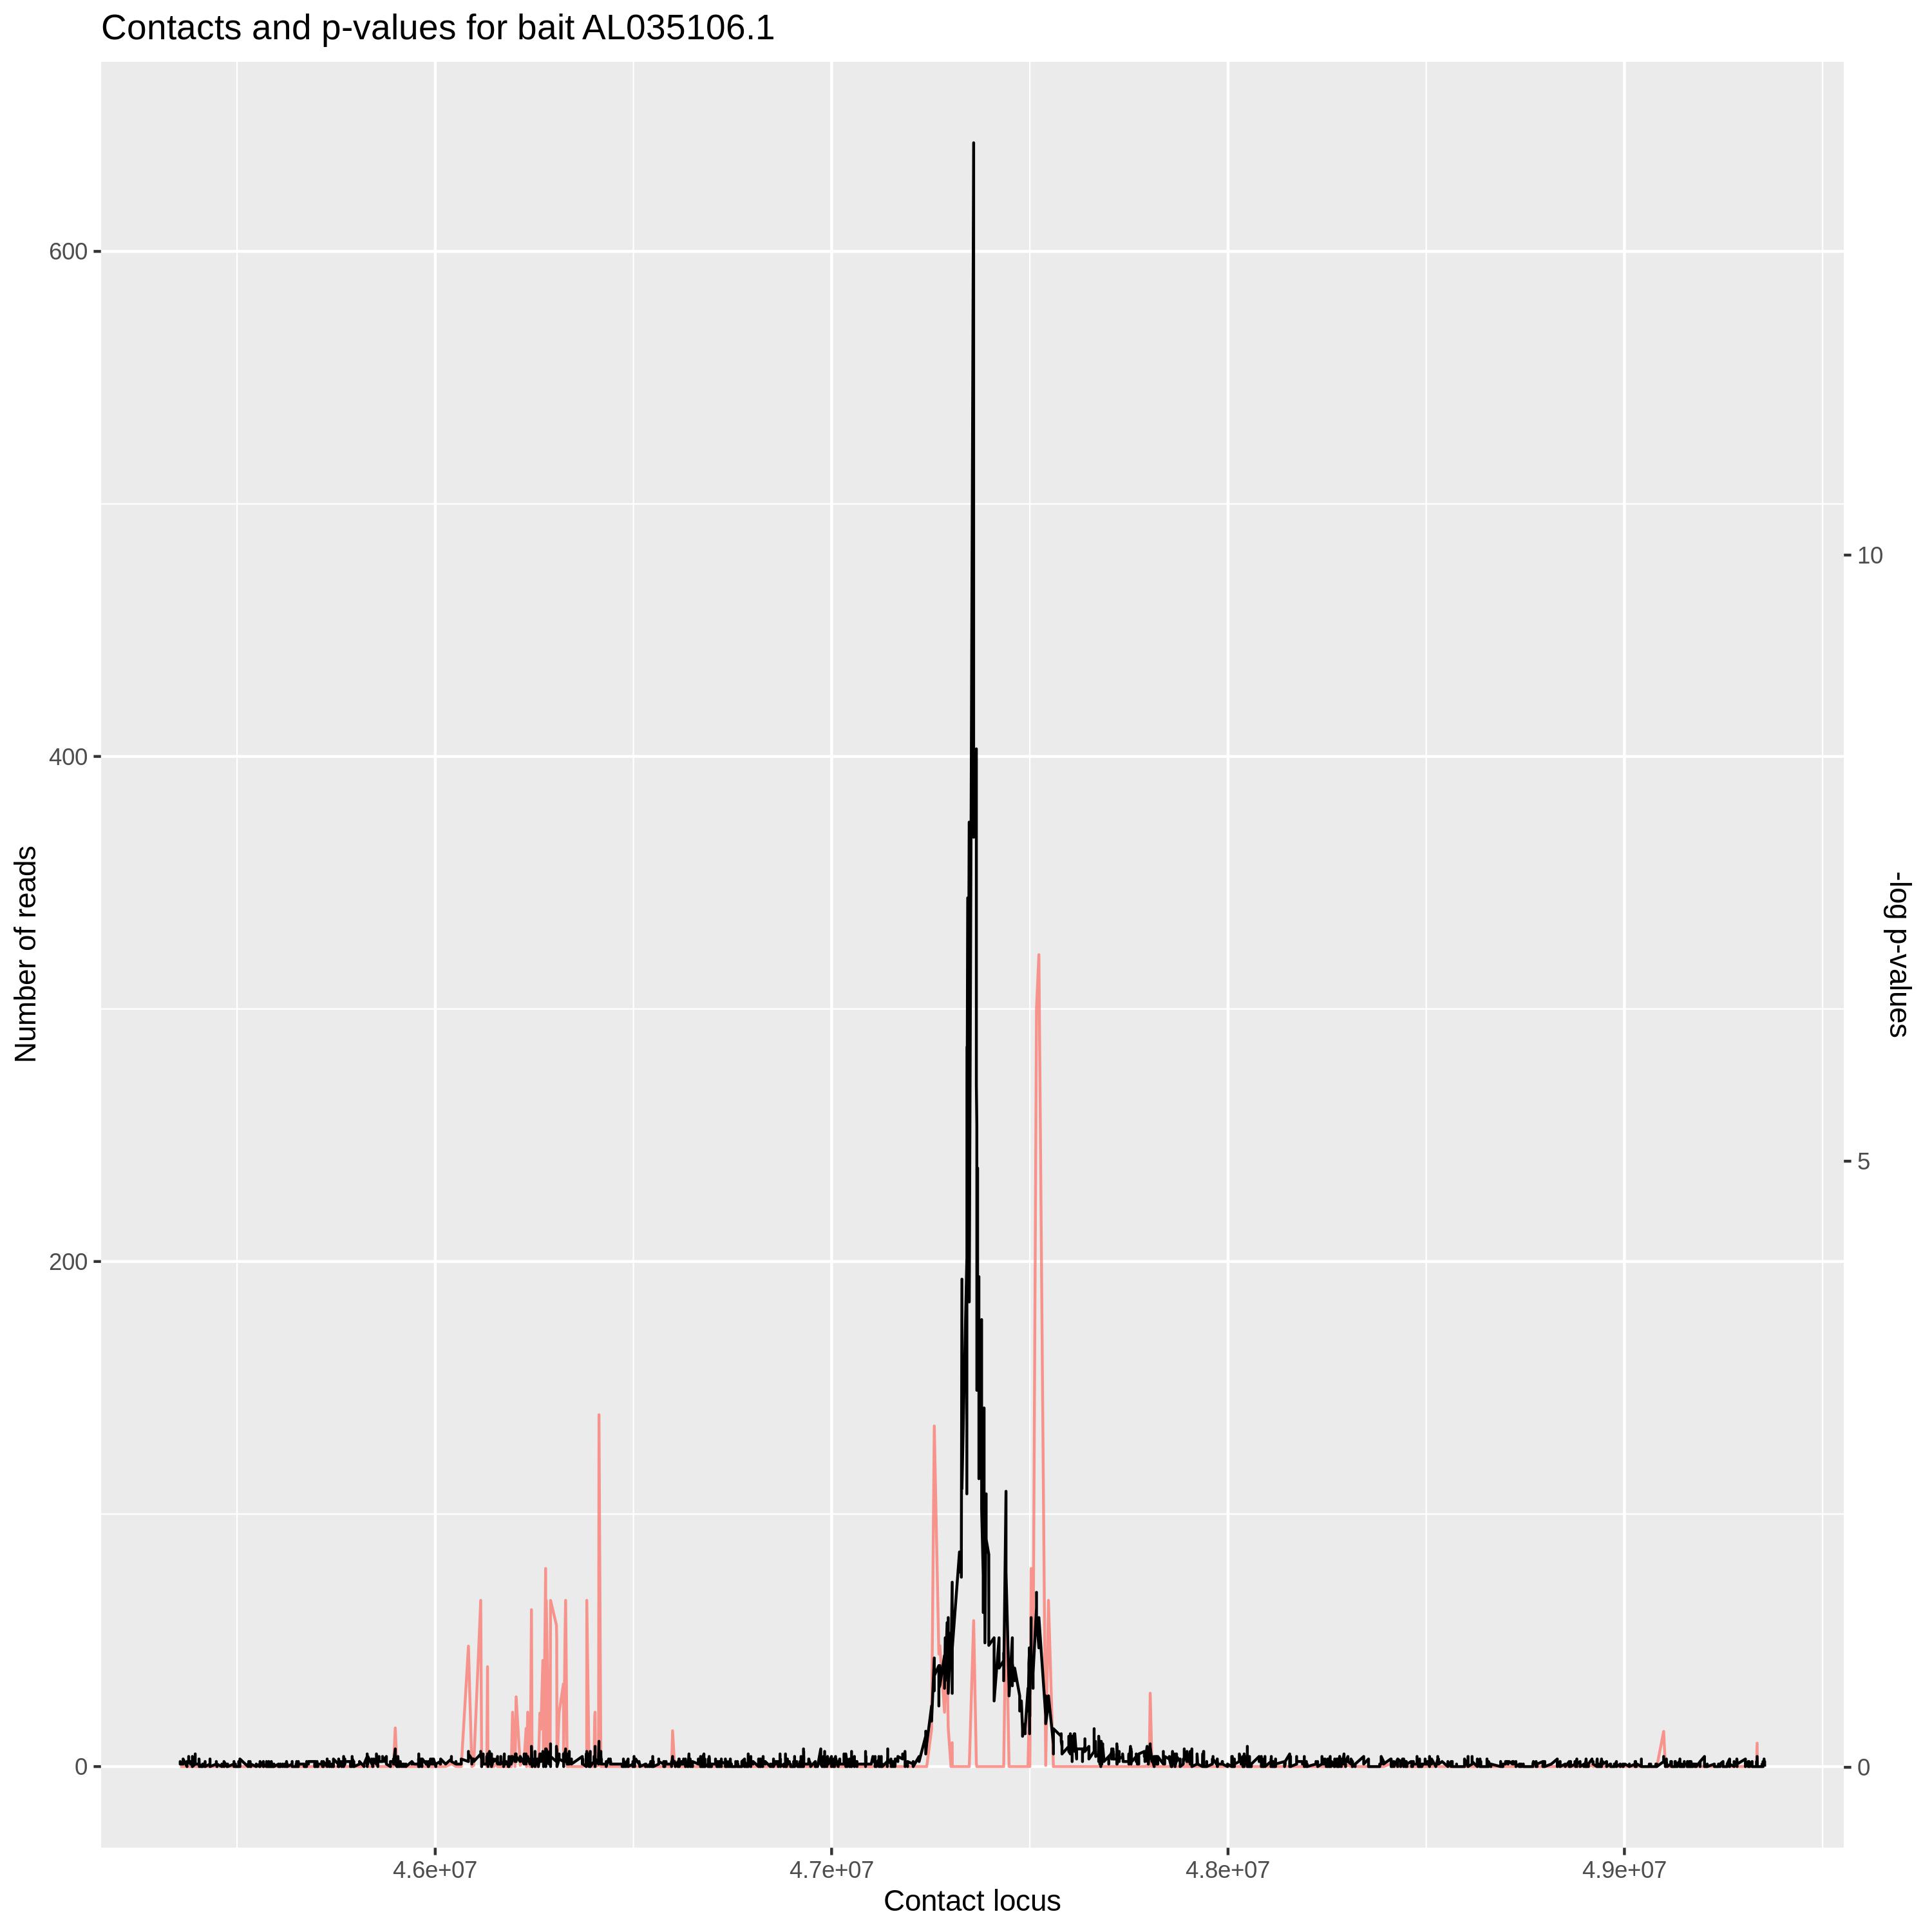 Contacts and p-values for bait AL035106.1
600
400
200
0
10
5
0
Number of reads
-log p-values
4.6e+07
4.7e+07
4.8e+07
4.9e+07
Contact locus